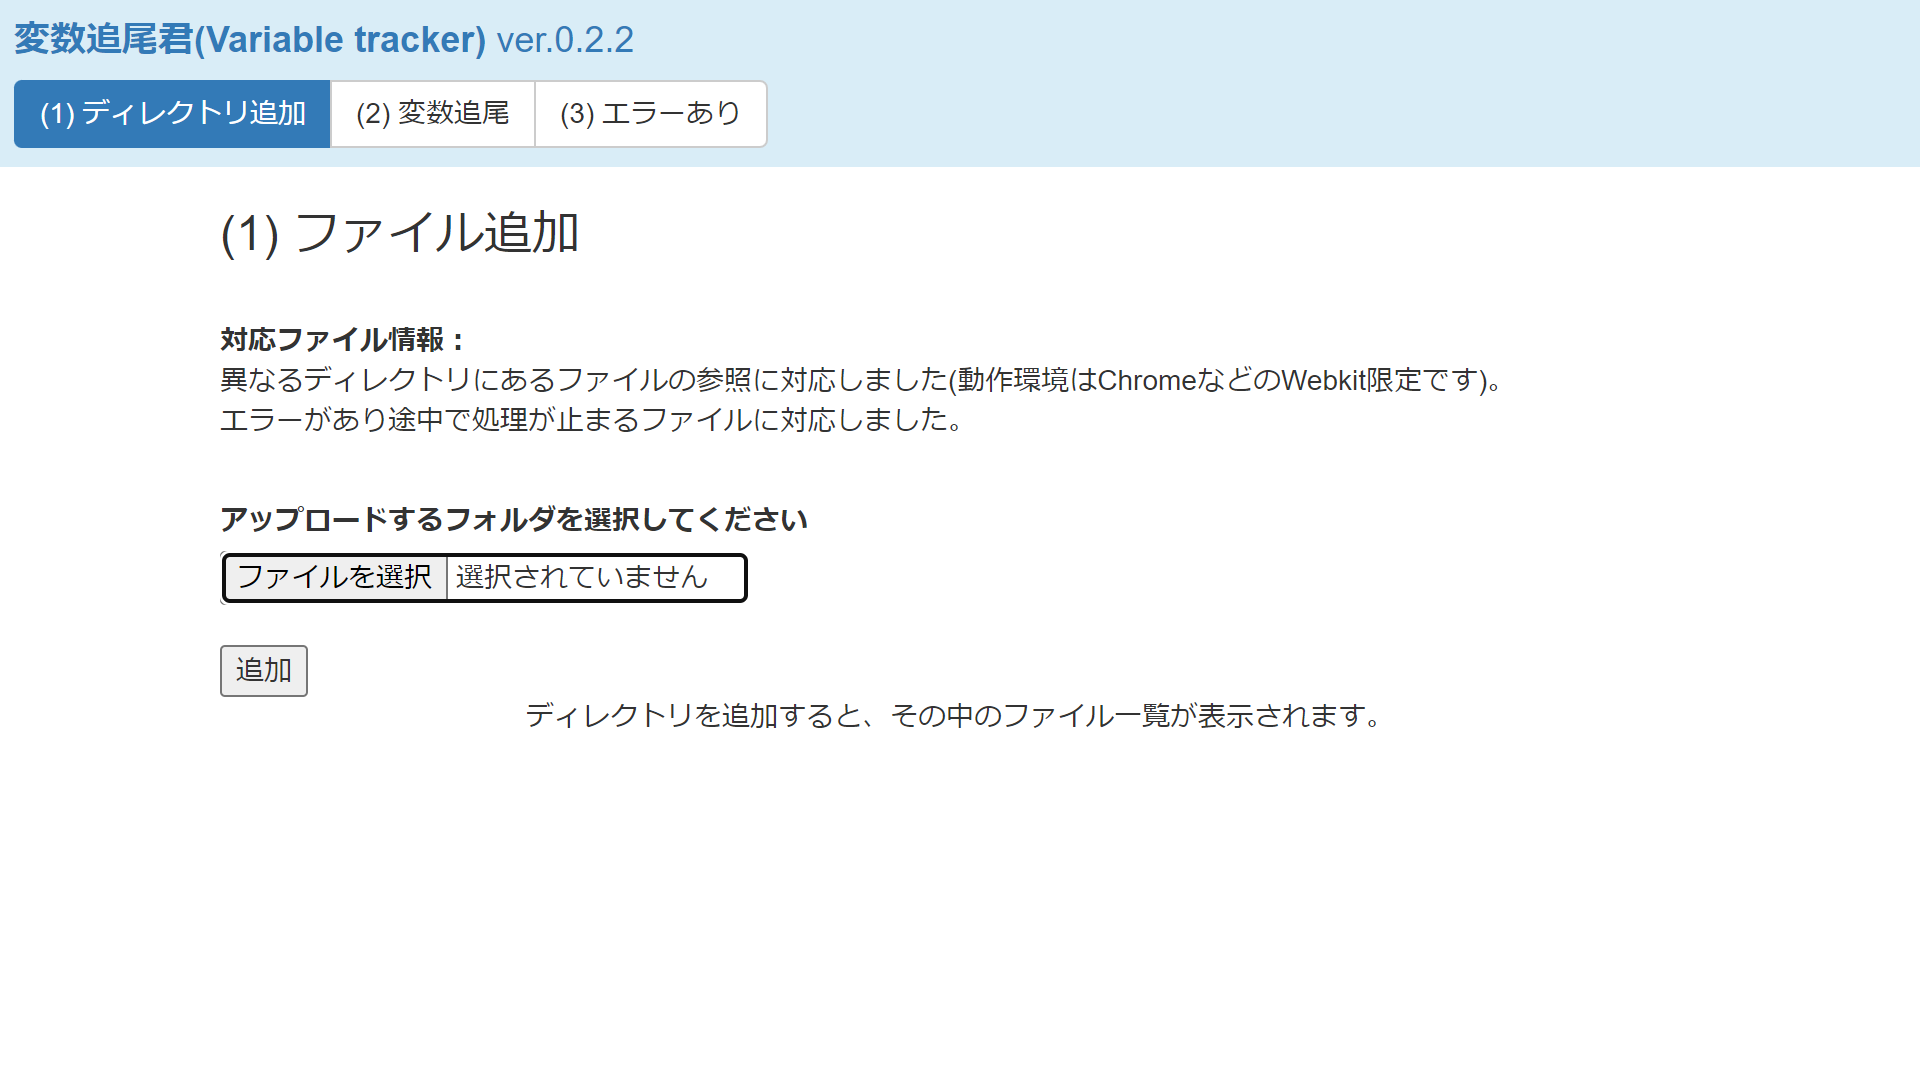 変数追尾君(Variable tracker) ver.0.2.2
(1) ディレクトリ追加 (2) 変数追尾 (3) エラーあり
(1) ファイル追加
対応ファイル情報：
異なるディレクトリにあるファイルの参照に対応しました(動作環境はChromeなどのWebkit限定です)。
エラーがあり途中で処理が止まるファイルに対応しました。
アップロードするフォルダを選択してください
ファイルを選択 選択されていません
追加
ディレクトリを追加すると、その中のファイル一覧が表示されます。